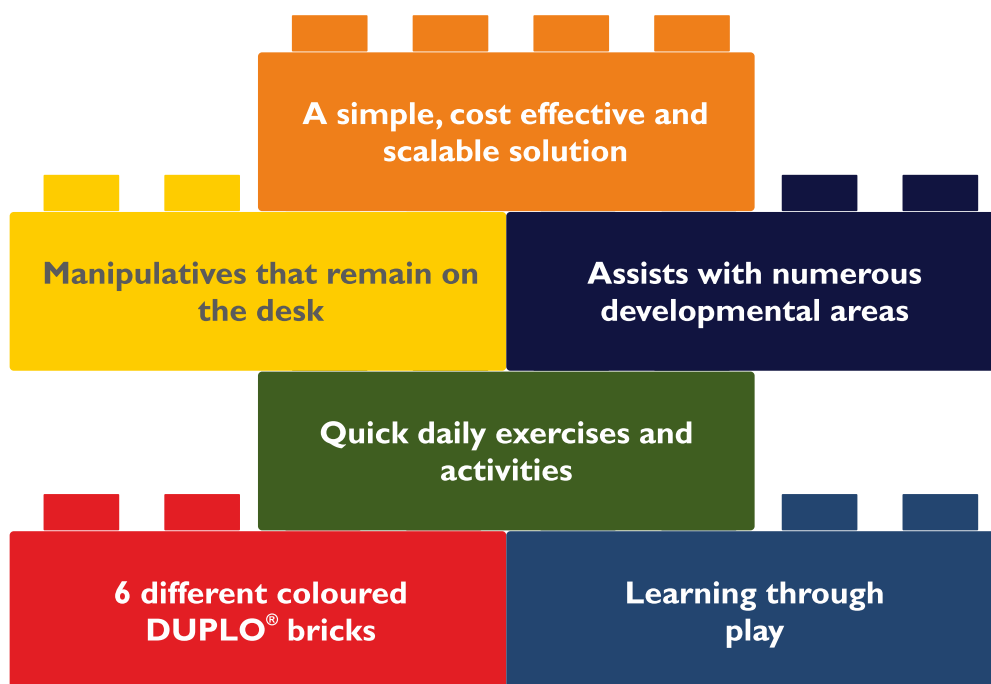 A simple, cost effective and
scalable solution
Manipulatives that remain on
the desk
Assists with numerous
developmental areas
Quick daily exercises and
activities
6 different coloured
DUPLO® bricks
Learning through
play